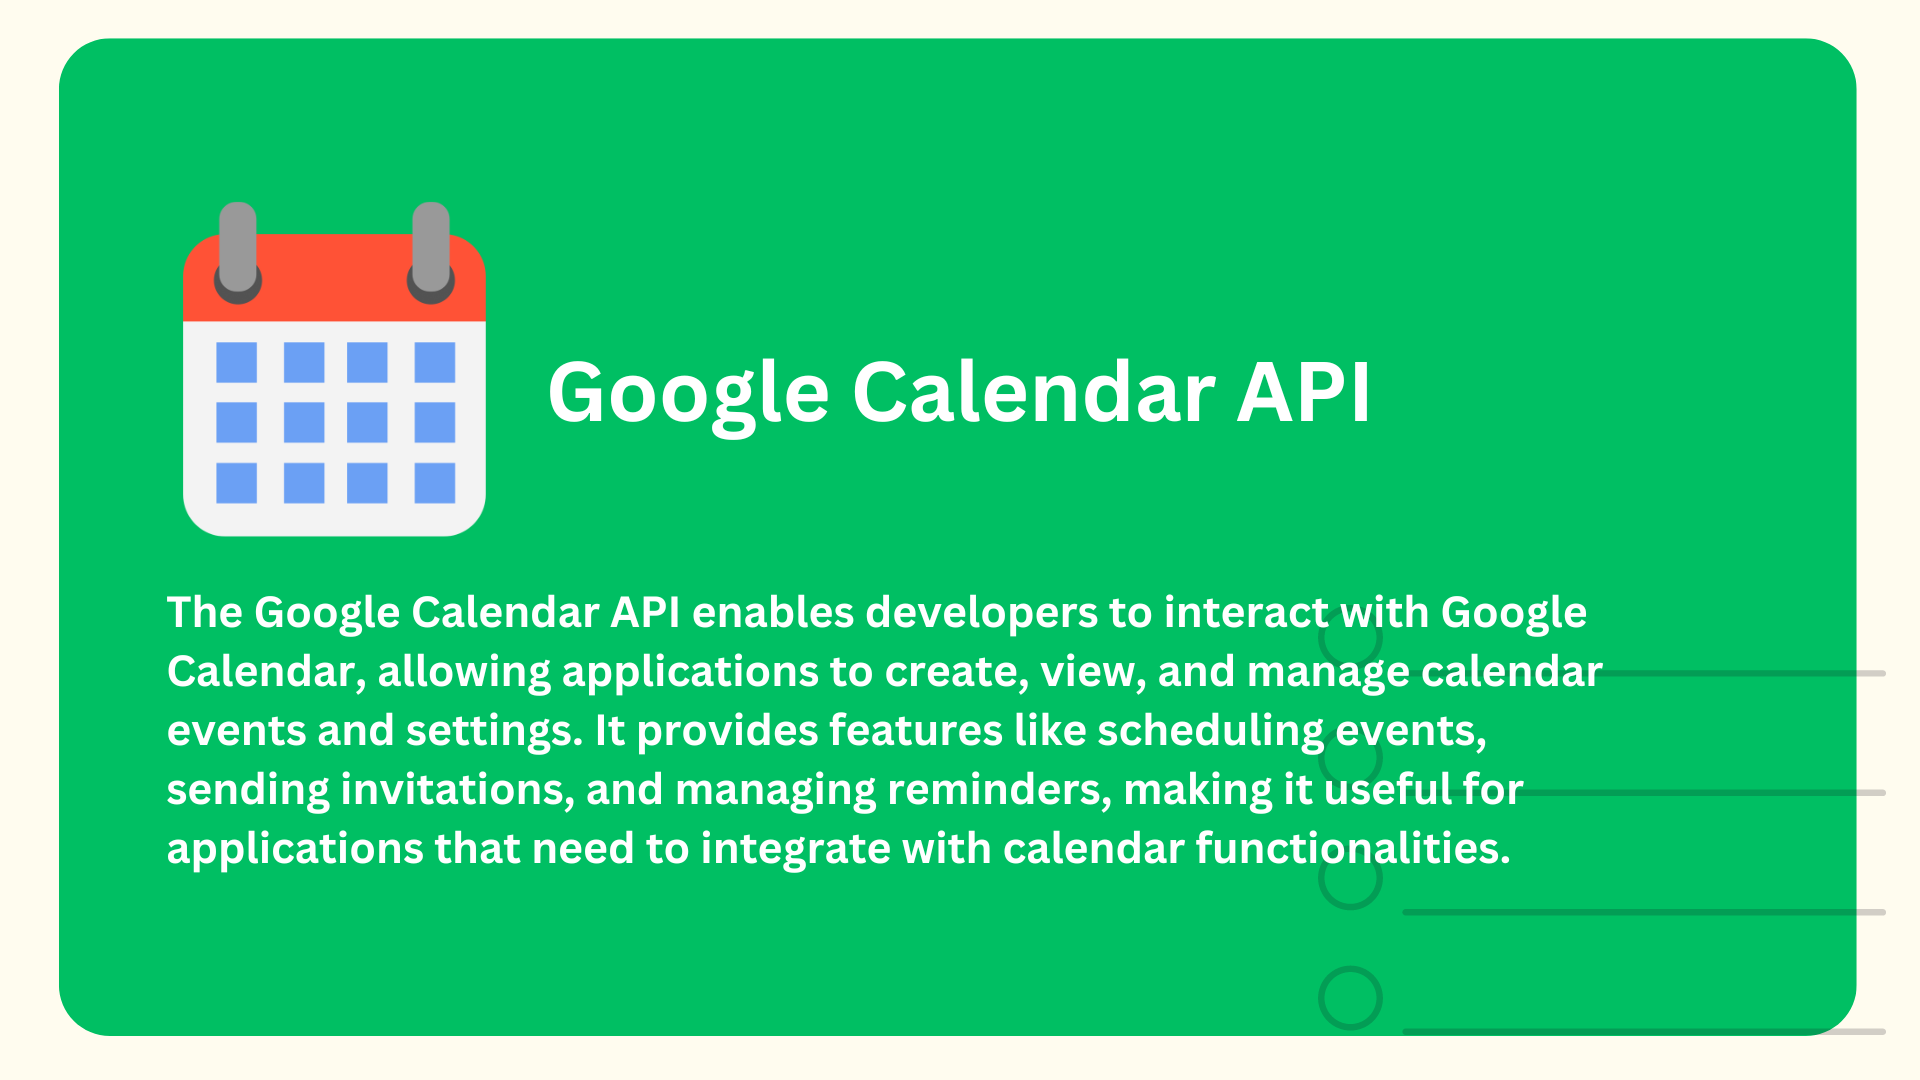 Google Calendar API
The Google Calendar API enables developers to interact with Google
Calendar, allowing applications to create, view, and manage calendar
events and settings. It provides features like scheduling events,
sending invitations, and managing reminders, making it useful for
applications that need to integrate with calendar functionalities.